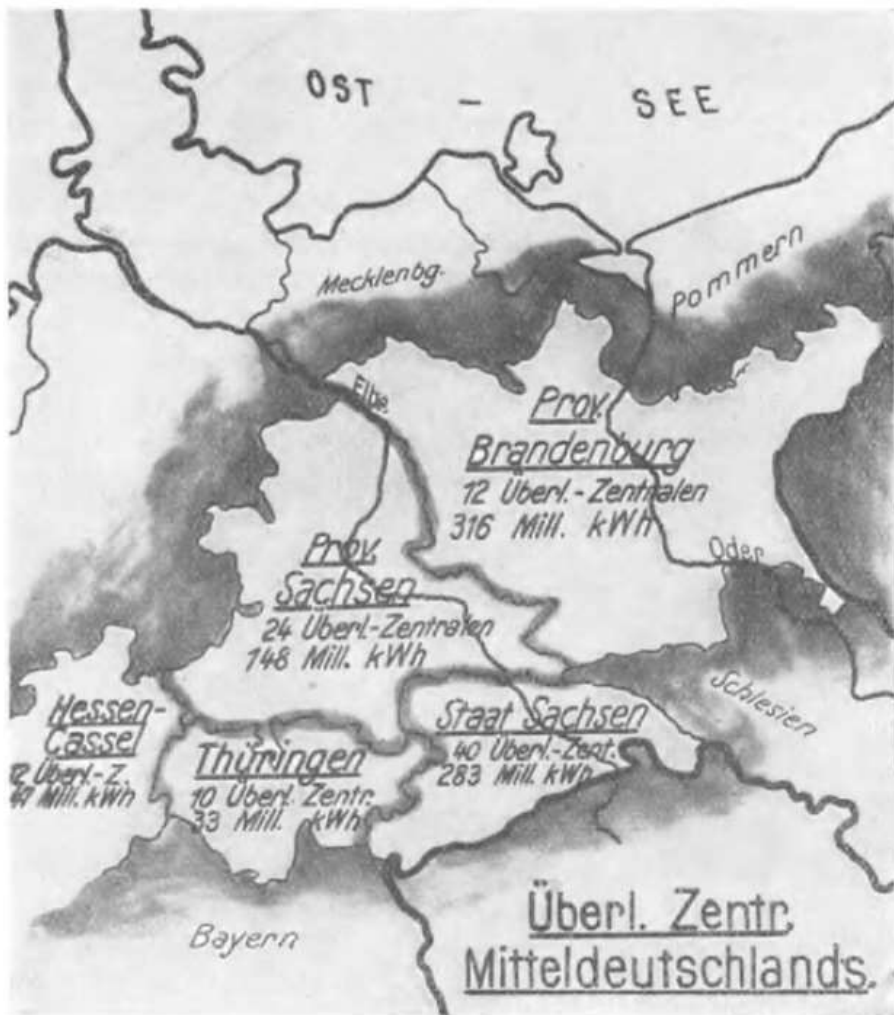 OST - SEE
Mecklenbg.
Pommern
Elbe
Prov.
Brandenburg
12 Überl.-Zentralen
316 Mill. kWh
Oder
Prov.
Sachsen
24 Überl.-Zentralen
148 Mill. kWh
Schlesien
Hessen-
Cassel
Überl.-Z.
Mill. kWh
Thüringen
10 Überl. Zentr.
33 Mill. kWh
Staat Sachsen
40 Überl.-Zent.
283 Mill. kWh
Bayern
Überl. Zentr.
Mitteldeutschlands.